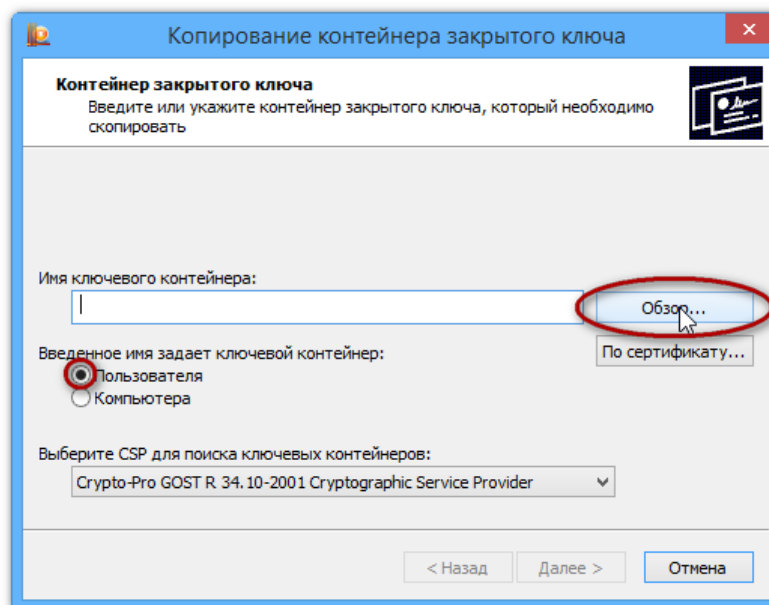 Копирование контейнера закрытого ключа
Контейнер закрытого ключа
Введите или укажите контейнер закрытого ключа, который необходимо
скопировать
Имя ключевого контейнера:
Обзор...
Введенное имя задает ключевой контейнер:
По сертификату...
Пользователя
Компьютера
Выберите CSP для поиска ключевых контейнеров:
Crypto-Pro GOST R 34.10-2001 Cryptographic Service Provider
< Назад
Далее >
Отмена